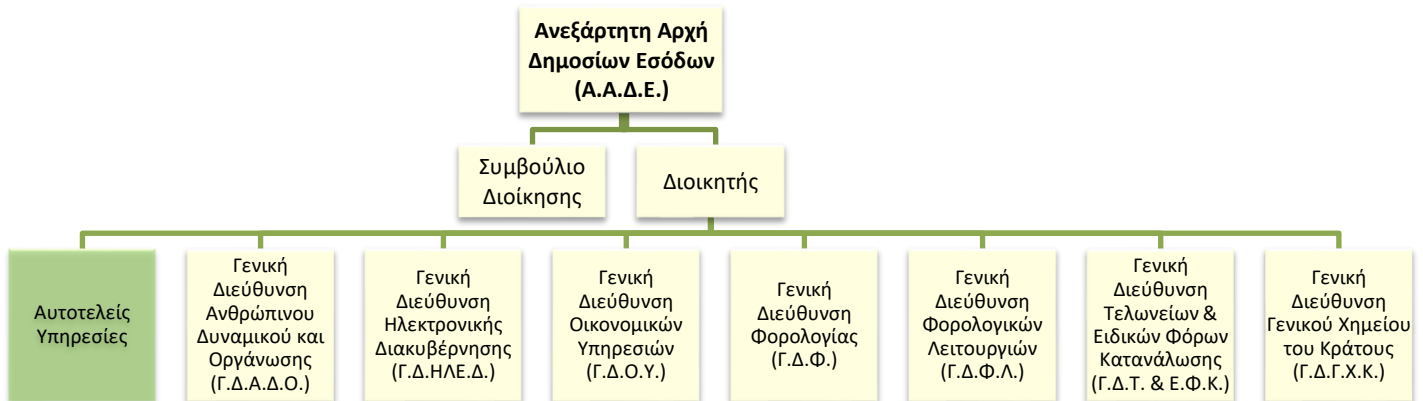 Ανεξάρτητη Αρχή
Δημοσίων Εσόδων
(Α.Α.Δ.Ε.)
Συμβούλιο
Διοίκησης
Διοικητής
Αυτοτελείς
Υπηρεσίες
Γενική
Διεύθυνση
Ανθρώπινου
Δυναμικού και
Οργάνωσης
(Γ.Δ.Α.Δ.Ο.)
Γενική
Διεύθυνση
Ηλεκτρονικής
Διακυβέρνησης
(Γ.Δ.ΗΛΕ.Δ.)
Γενική
Διεύθυνση
Οικονομικών
Υπηρεσιών
(Γ.Δ.Ο.Υ.)
Γενική
Διεύθυνση
Φορολογίας
(Γ.Δ.Φ.)
Γενική
Διεύθυνση
Φορολογικών
Λειτουργιών
(Γ.Δ.Φ.Λ.)
Γενική
Διεύθυνση
Τελωνείων &
Ειδικών Φόρων
Κατανάλωσης
(Γ.Δ.Τ. & Ε.Φ.Κ.)
Γενική
Διεύθυνση
Γενικού Χημείου
του Κράτους
(Γ.Δ.Γ.Χ.Κ.)